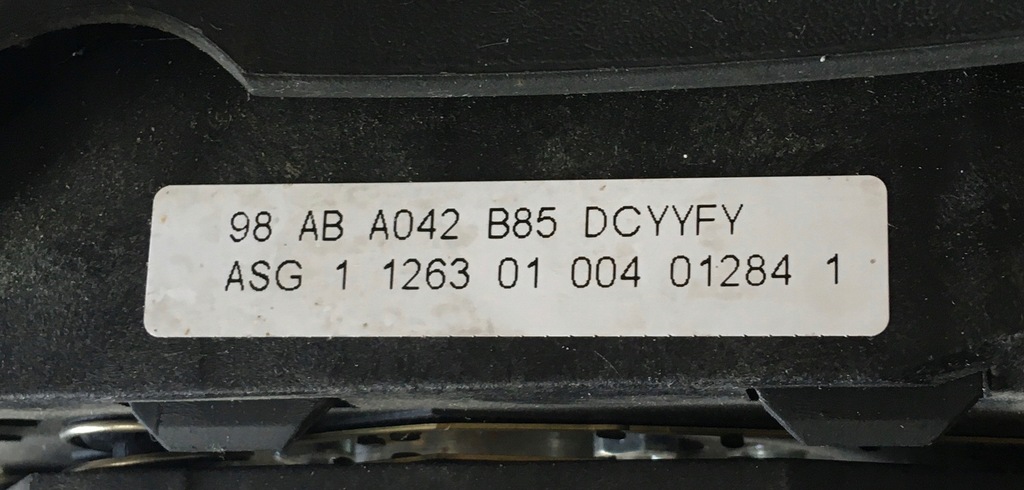 98 AB A042 B85 DCYYFY
ASG 1 1263 01 004 01284 1